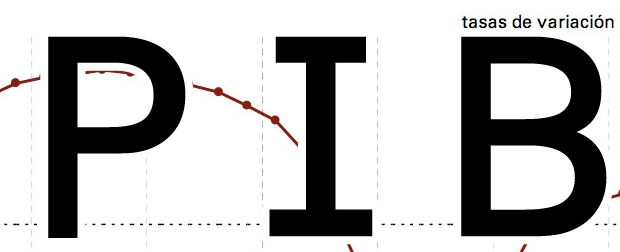 tasas de variación
PIB